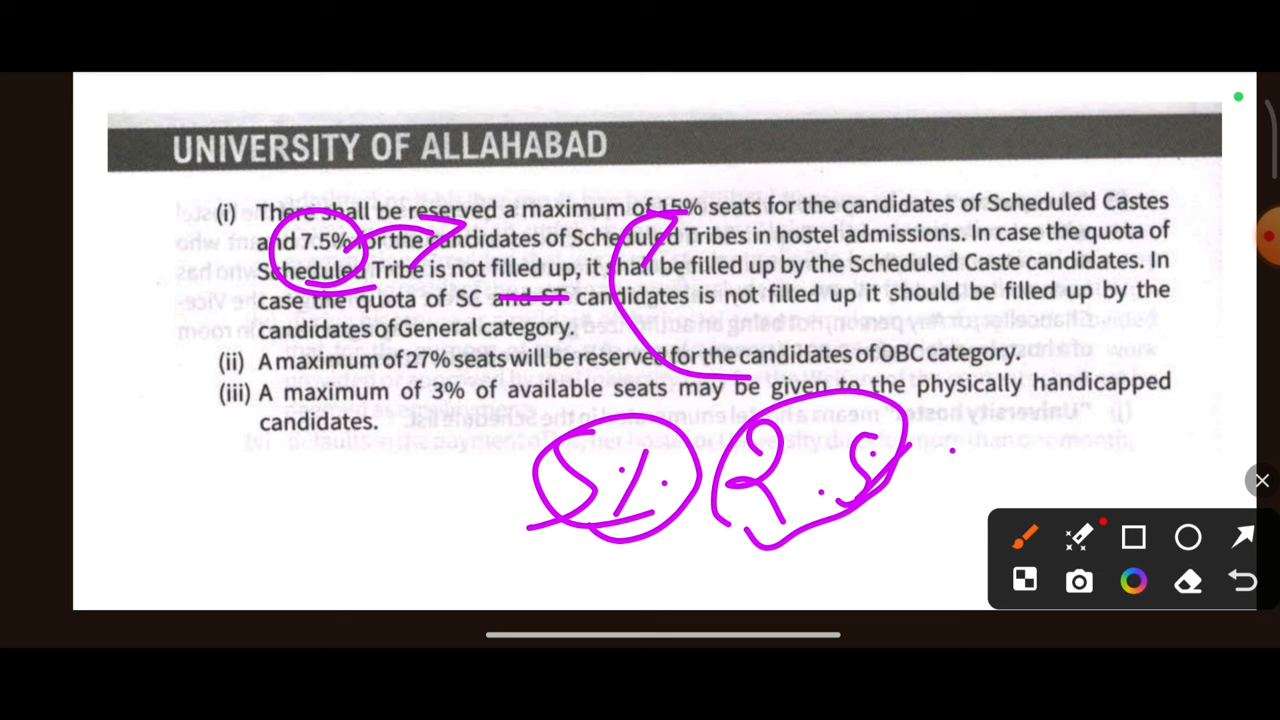 UNIVERSITY OF ALLAHABAD
(i) There shall be reserved a maximum of 15% seats for the candidates of Scheduled Castes
and 7.5% for the candidates of Scheduled Tribes in hostel admissions. In case the quota of
Scheduled Tribe is not filled up, it shall be filled up by the Scheduled Caste candidates. In
case the quota of SC and ST candidates is not filled up it should be filled up by the
candidates of General category.
(ii) A maximum of 27% seats will be reserved for the candidates of OBC category.
(iii) A maximum of 3% of available seats may be given to the physically handicapped
candidates.
5%